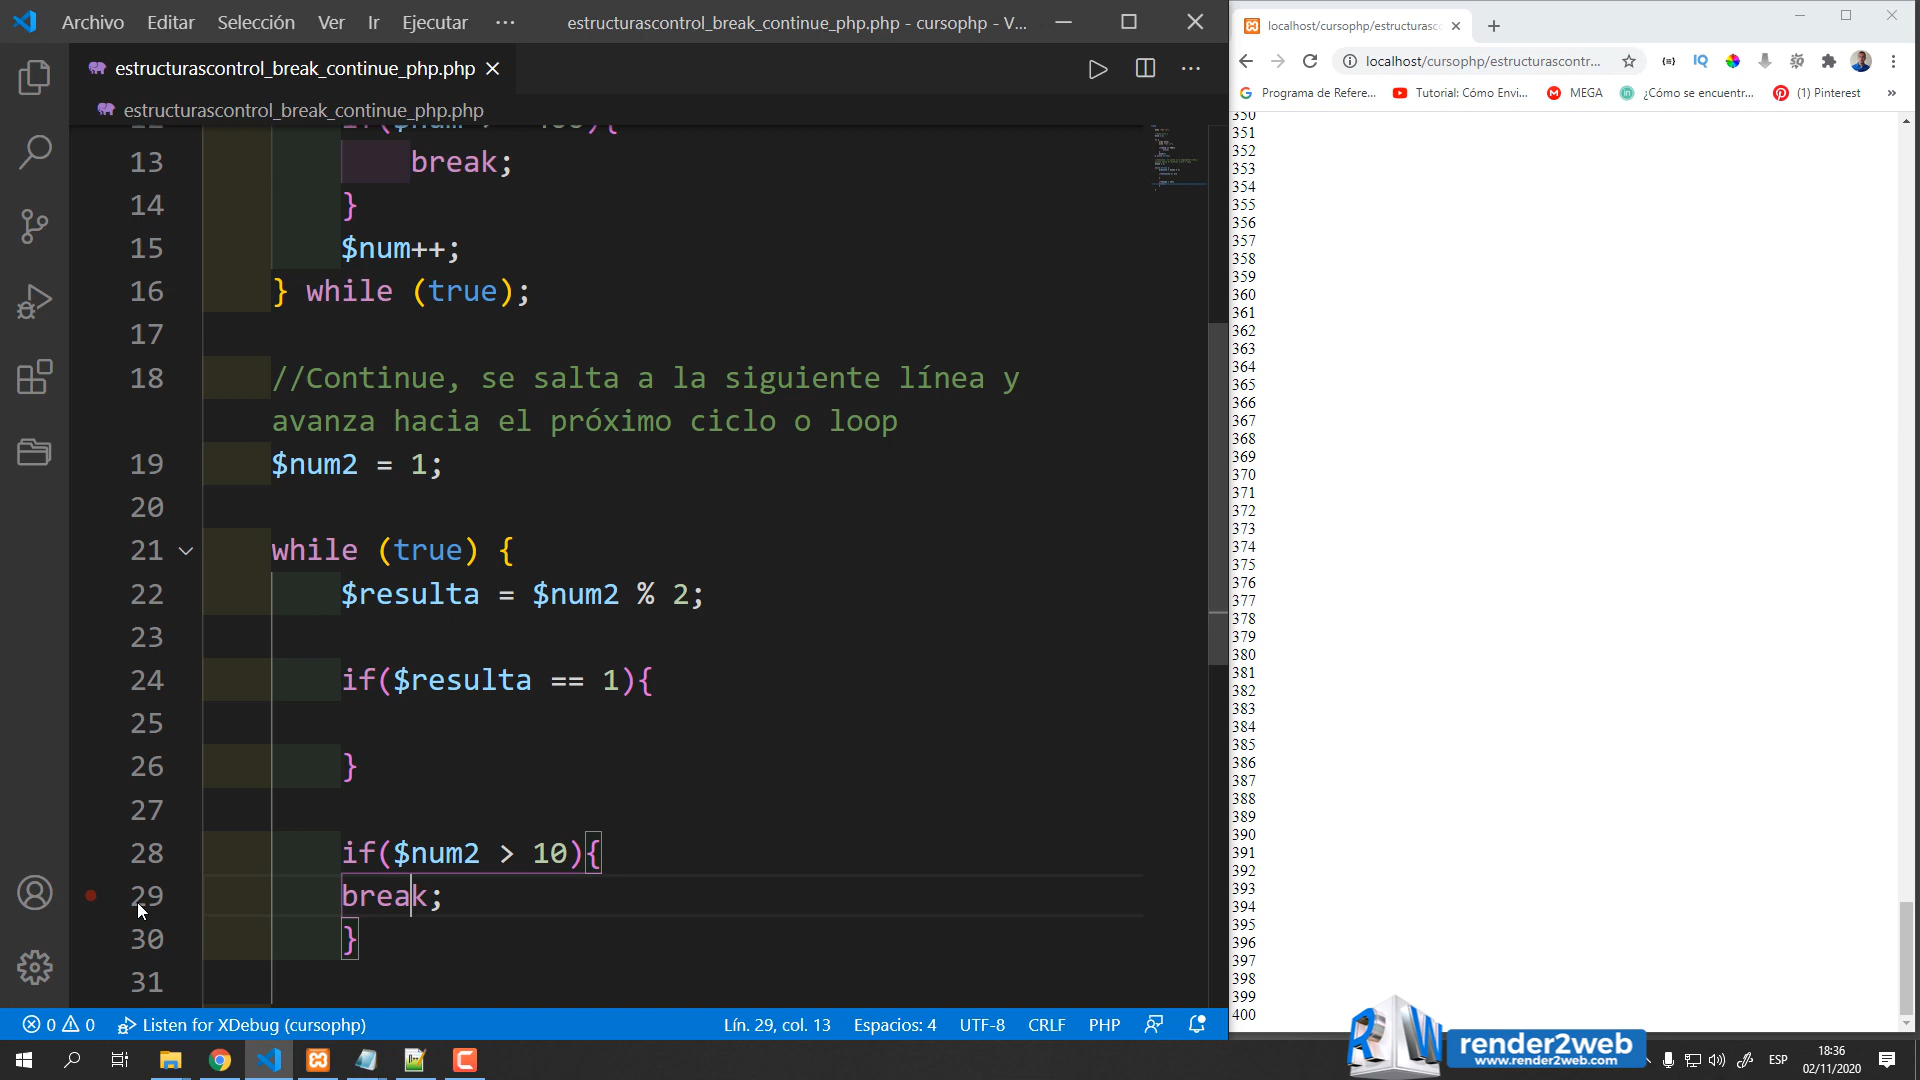 Archivo Editar Selección Ver Ir Ejecutar ··· estructurascontrol_break_continue_php.php - cursophp - V...
estructurascontrol_break_continue_php.php
estructurascontrol_break_continue_php.php
13 break;
14 }
15 $num++;
16 } while (true);
17
18 //Continue, se salta a la siguiente línea y
avanza hacia el próximo ciclo o loop
19 $num2 = 1;
20
21 while (true) {
22 $resulta = $num2 % 2;
23
24 if($resulta == 1){
25
26 }
27
28 if($num2 > 10){
29 break;
30 }
31
0 0 Listen for XDebug (cursophp) Lín. 29, col. 13 Espacios: 4 UTF-8 CRLF PHP
localhost/cursophp/estructurasc
localhost/cursophp/estructurascontr...
Programa de Refere... Tutorial: Cómo Envi... MEGA ¿Cómo se encuentr... (1) Pinterest »
350
351
352
353
354
355
356
357
358
359
360
361
362
363
364
365
366
367
368
369
370
371
372
373
374
375
376
377
378
379
380
381
382
383
384
385
386
387
388
389
390
391
392
393
394
395
396
397
398
399
400
render2web
www.render2web.com
ESP
18:36
02/11/2020